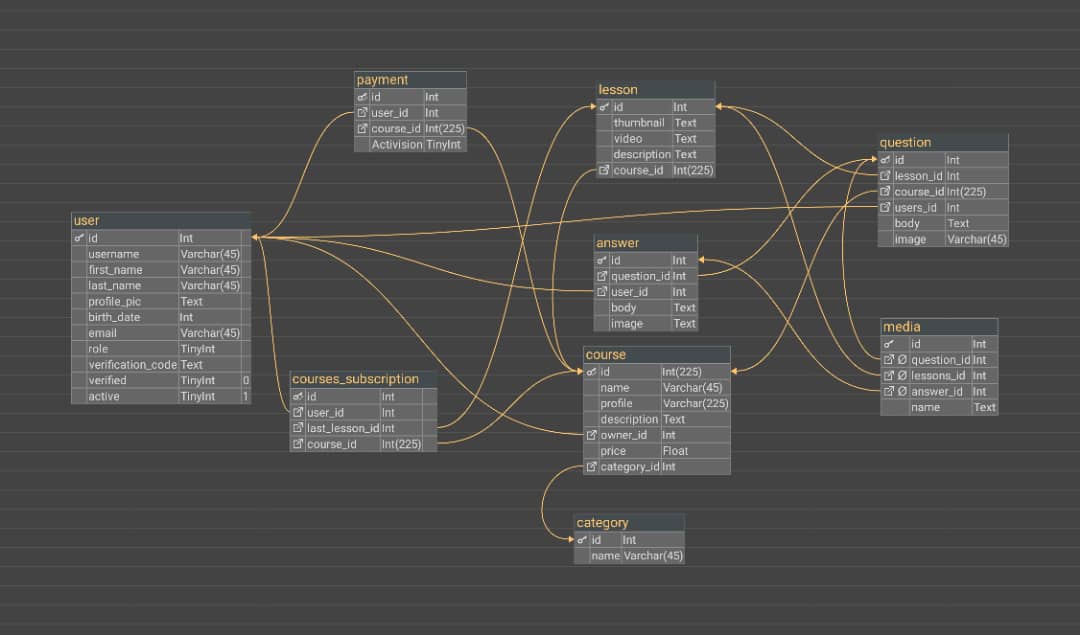 payment
id Int
user_id Int
course_id Int(225)
Activision TinyInt
lesson
id Int
thumbnail Text
video Text
description Text
course_id Int(225)
question
id Int
lesson_id Int
course_id Int(225)
users_id Int
body Text
image Varchar(45)
user
id Int
username Varchar(45)
first_name Varchar(45)
last_name Varchar(45)
profile_pic Text
birth_date Int
email Varchar(45)
role TinyInt
verification_code Text
verified TinyInt 0
active TinyInt 1
answer
id Int
question_id Int
user_id Int
body Text
image Text
media
id Int
question_id Int
lessons_id Int
answer_id Int
name Text
course
id Int(225)
name Varchar(45)
profile Varchar(225)
description Text
owner_id Int
price Float
category_id Int
courses_subscription
id Int
user_id Int
last_lesson_id Int
course_id Int(225)
category
id Int
name Varchar(45)